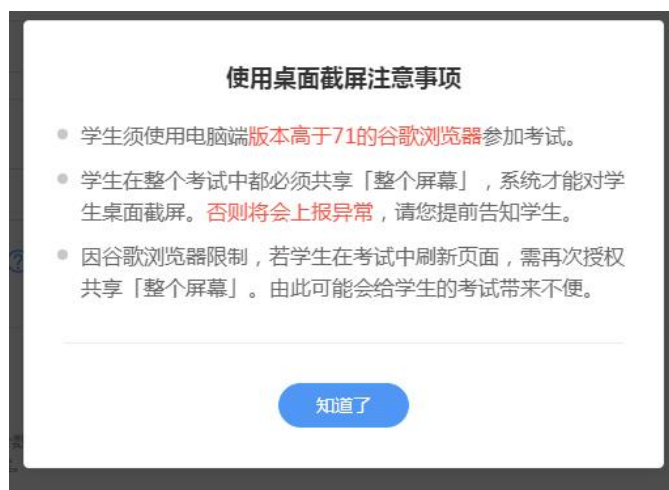 使用桌面截屏注意事项
学生须使用电脑端版本高于71的谷歌浏览器参加考试。
学生在整个考试中都必须共享「整个屏幕」，系统才能对学
生桌面截屏。否则将会上报异常，请您提前告知学生。
因谷歌浏览器限制，若学生在考试中刷新页面，需再次授权
共享「整个屏幕」。由此可能会给学生的考试带来不便。
知道了